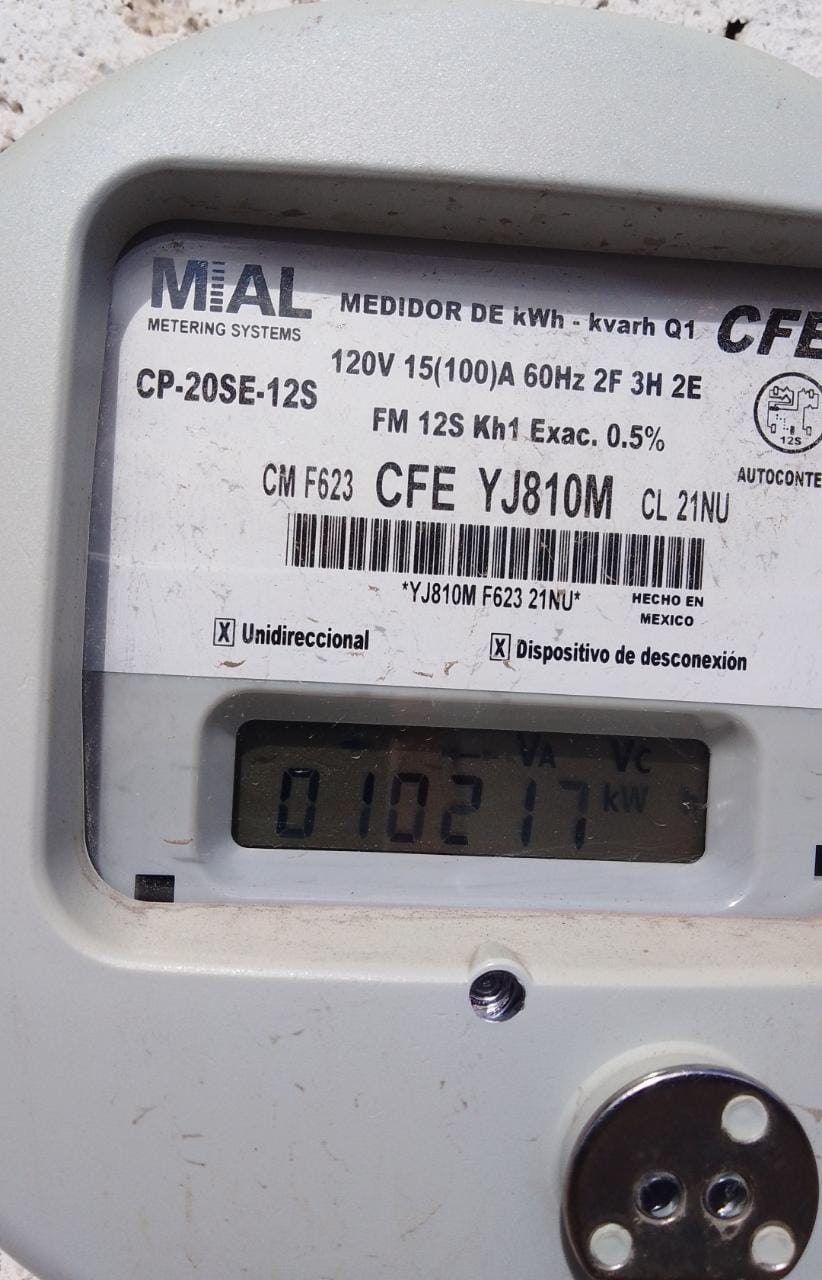 MIAL
METERING SYSTEMS
MEDIDOR DE kWh - kvarh Q1
CFE
CP-20SE-12S
120V 15(100)A 60Hz 2F 3H 2E
FM 12S Kh1 Exac. 0.5%
12S
CM F623 CFE YJ810M CL 21NU
AUTOCONTE
*YJ810M F623 21NU*
HECHO EN
MEXICO
X Unidireccional
X Dispositivo de desconexión
VA VC
010217 kW h